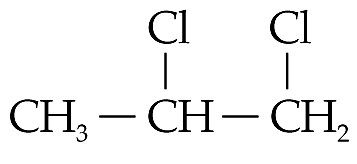 Cl Cl
CH₃ — CH — CH₂